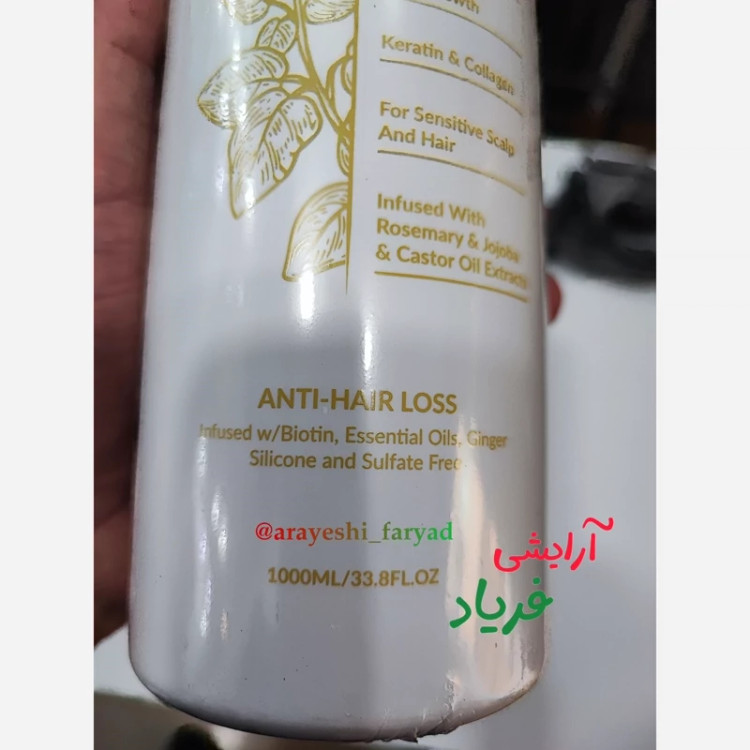 Keratin & Collagen
For Sensitive Scalp
And Hair
Infused With
Rosemary & Jojoba
& Castor Oil Extracts
ANTI-HAIR LOSS
Infused w/Biotin, Essential Oils, Ginger
Silicone and Sulfate Free
@arayeshi_faryad
1000ML/33.8FL.OZ
آرایشی
فریاد